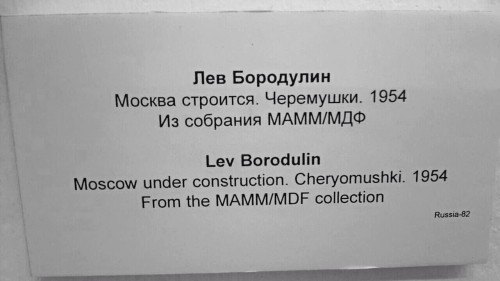 Лев Бородулин
Москва строится. Черемушки. 1954
Из собрания МАММ/МДФ
Lev Borodulin
Moscow under construction. Cheryomushki. 1954
From the MAMM/MDF collection
Russia-82